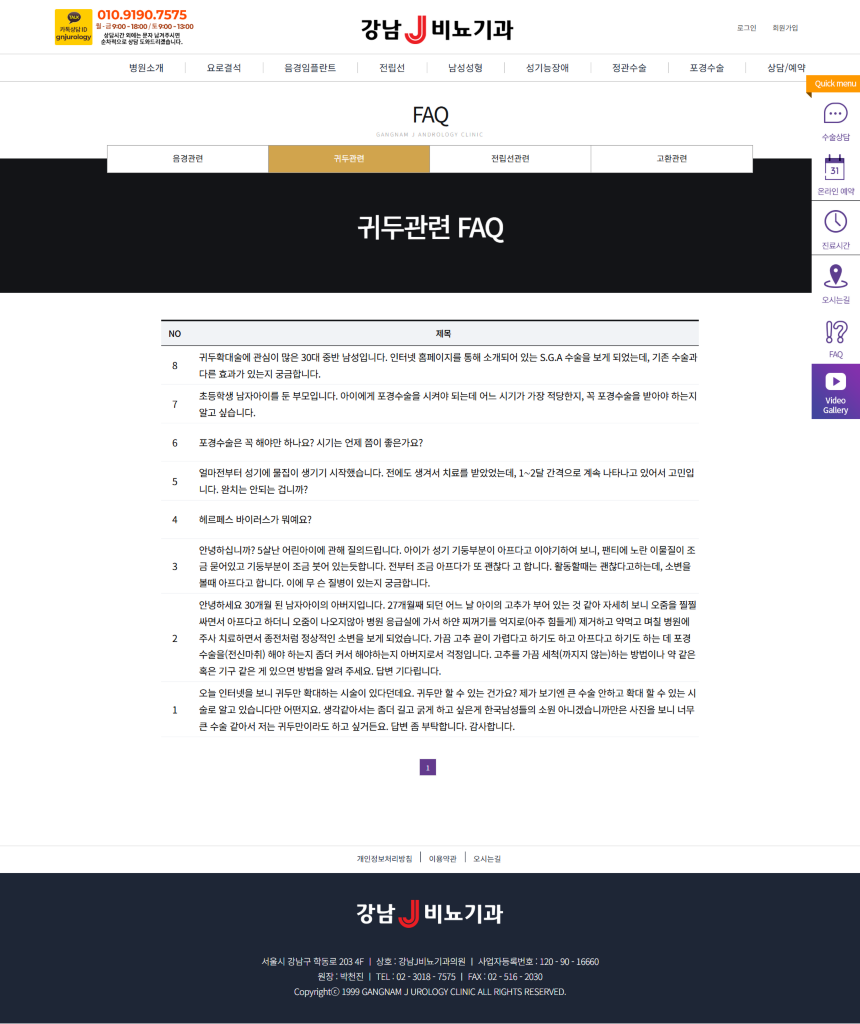 TALK
카톡상담 ID
gnjurology
010.9190.7575
월-금 9:00 - 18:00 / 토 9:00 - 13:00
상담시간 외에는 문자 남겨주시면
순차적으로 상담 도와드리겠습니다.
강남 J 비뇨기과
로그인 회원가입
병원소개 요로결석 음경임플란트 전립선 남성성형 성기능장애 정관수술 포경수술 상담/예약
Quick menu
수술상담
31
온라인 예약
진료시간
오시는길
FAQ
Video
Gallery
FAQ
GANGNAM J ANDROLOGY CLINIC
음경관련 귀두관련 전립선관련 고환관련
귀두관련 FAQ
NO 제목
8 귀두확대술에 관심이 많은 30대 중반 남성입니다. 인터넷 홈페이지를 통해 소개되어 있는 S.G.A 수술을 보게 되었는데, 기존 수술과
다른 효과가 있는지 궁금합니다.
7 초등학생 남자아이를 둔 부모입니다. 아이에게 포경수술을 시켜야 되는데 어느 시기가 가장 적당한지, 꼭 포경수술을 받아야 하는지
알고 싶습니다.
6 포경수술은 꼭 해야만 하나요? 시기는 언제 쯤이 좋은가요?
5 얼마전부터 성기에 물집이 생기기 시작했습니다. 전에도 생겨서 치료를 받았었는데, 1~2달 간격으로 계속 나타나고 있어서 고민입
니다. 완치는 안되는 겁니까?
4 헤르페스 바이러스가 뭐예요?
3 안녕하십니까? 5살난 어린아이에 관해 질의드립니다. 아이가 성기 기둥부분이 아프다고 이야기하여 보니, 팬티에 노란 이물질이 조
금 묻어있고 기둥부분이 조금 붓어 있는듯합니다. 전부터 조금 아프다가 또 괜찮다 고 합니다. 활동할때는 괜찮다고하는데, 소변을
볼때 아프다고 합니다. 이에 무 슨 질병이 있는지 궁금합니다.
2 안녕하세요 30개월 된 남자아이의 아버지입니다. 27개월째 되던 어느 날 아이의 고추가 부어 있는 것 같아 자세히 보니 오줌을 찔찔
싸면서 아프다고 하더니 오줌이 나오지않아 병원 응급실에 가서 하얀 찌꺼기를 억지로(아주 힘들게) 제거하고 약먹고 며칠 병원에
주사 치료하면서 종전처럼 정상적인 소변을 보게 되었습니다. 가끔 고추 끝이 가렵다고 하기도 하고 아프다고 하기도 하는 데 포경
수술을(전신마취) 해야 하는지 좀더 커서 해야하는지 아버지로서 걱정입니다. 고추를 가끔 세척(까지지 않는)하는 방법이나 약 같은
혹은 기구 같은 게 있으면 방법을 알려 주세요. 답변 기다립니다.
1 오늘 인터넷을 보니 귀두만 확대하는 시술이 있다던데요. 귀두만 할 수 있는 건가요? 제가 보기엔 큰 수술 안하고 확대 할 수 있는 시
술로 알고 있습니다만 어떤지요. 생각같아서는 좀더 길고 굵게 하고 싶은게 한국남성들의 소원 아니겠습니까만은 사진을 보니 너무
큰 수술 같아서 저는 귀두만이라도 하고 싶거든요. 답변 좀 부탁합니다. 감사합니다.
1
개인정보처리방침 이용약관 오시는길
강남 J 비뇨기과
서울시 강남구 학동로 203 4F | 상호 : 강남J비뇨기과의원 | 사업자등록번호 : 120 - 90 - 16660
원장 : 박천진 | TEL : 02 - 3018 - 7575 | FAX : 02 - 516 - 2030
Copyrightⓒ 1999 GANGNAM J UROLOGY CLINIC ALL RIGHTS RESERVED.